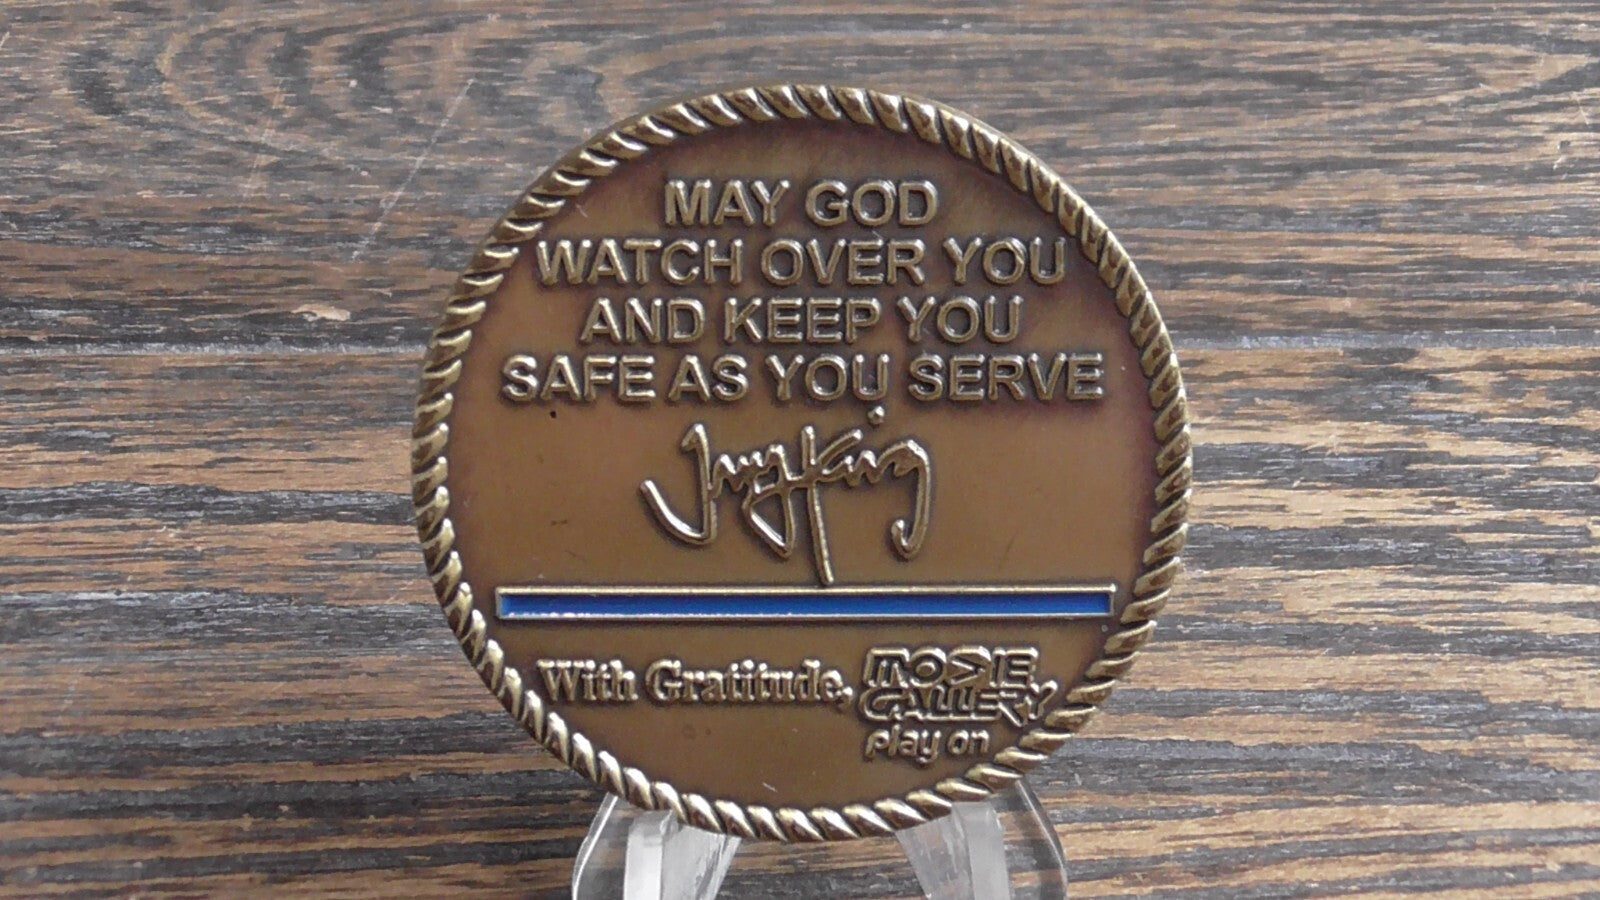 MAY GOD
WATCH OVER YOU
AND KEEP YOU
SAFE AS YOU SERVE
With Gratitude,
MOVIE
GALLERY
play on